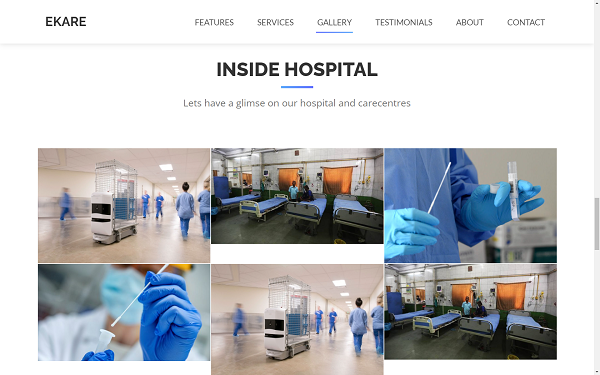 EKARE
FEATURES SERVICES GALLERY TESTIMONIALS ABOUT CONTACT
INSIDE HOSPITAL
Lets have a glimse on our hospital and carecentres